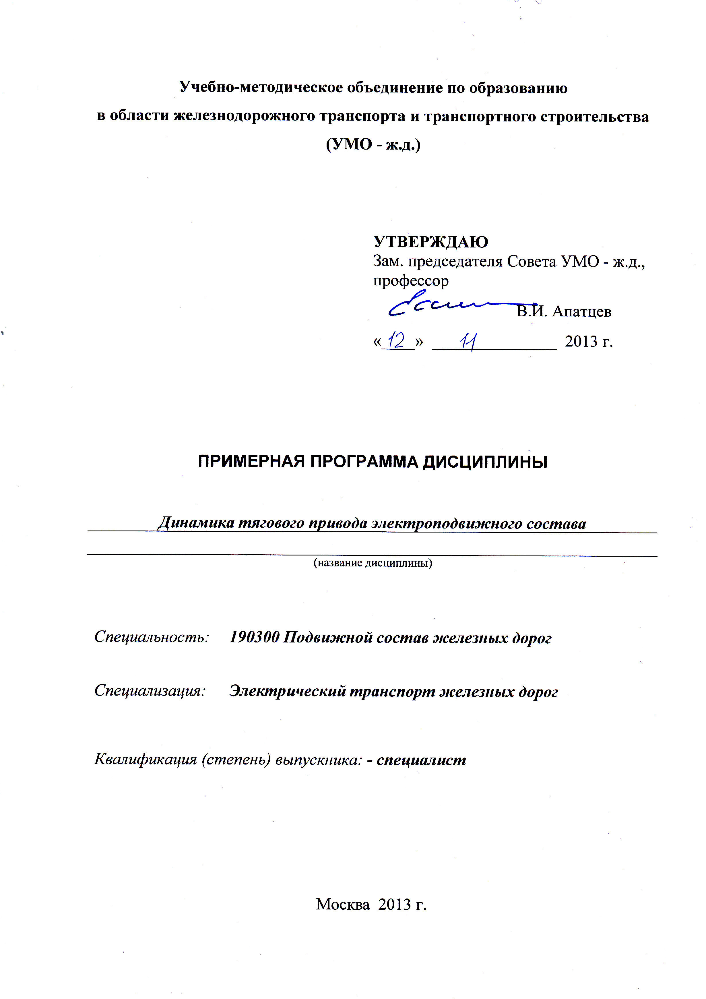 Учебно-методическое объединение по образованию
в области железнодорожного транспорта и транспортного строительства
(УМО - ж.д.)
УТВЕРЖДАЮ
Зам. председателя Совета УМО - ж.д.,
профессор
В.И. Апатцев
«12» 11 2013 г.
ПРИМЕРНАЯ ПРОГРАММА ДИСЦИПЛИНЫ
Динамика тягового привода электроподвижного состава
(название дисциплины)
Специальность: 190300 Подвижной состав железных дорог
Специализация: Электрический транспорт железных дорог
Квалификация (степень) выпускника: - специалист
Москва 2013 г.